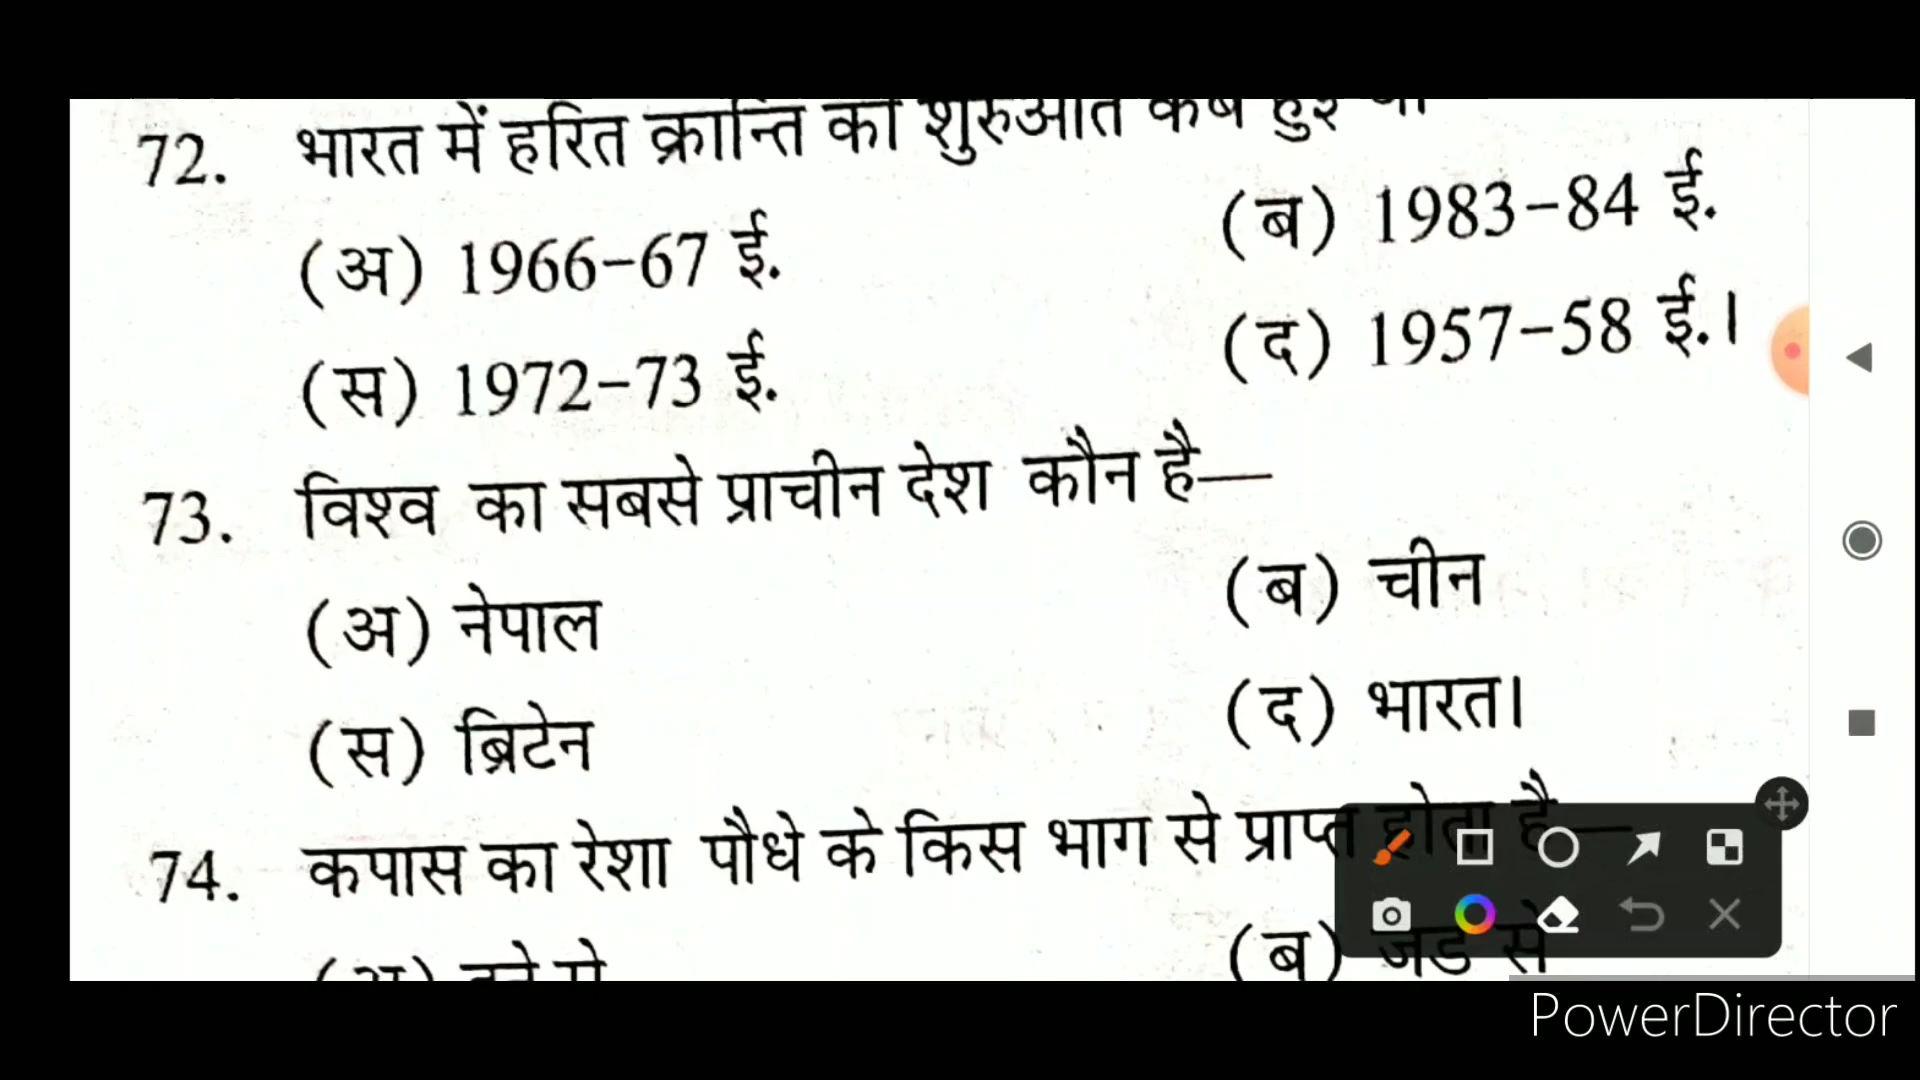 72. भारत में हरित क्रान्ति की शुरुआत कब हुई थी
(अ) 1966-67 ई. (ब) 1983-84 ई.
(स) 1972-73 ई. (द) 1957-58 ई.।
73. विश्व का सबसे प्राचीन देश कौन है—
(अ) नेपाल (ब) चीन
(स) ब्रिटेन (द) भारत।
74. कपास का रेशा पौधे के किस भाग से प्राप्त होता है—
(अ) तने से (ब) जड़ से
PowerDirector